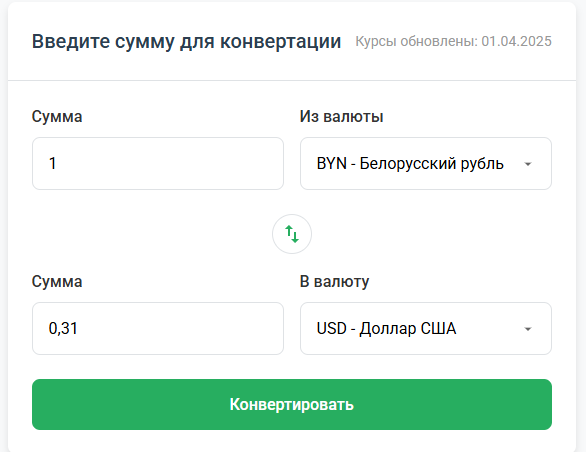 Введите сумму для конвертации Курсы обновлены: 01.04.2025
Сумма Из валюты
1 BYN - Белорусский рубль
Сумма В валюту
0,31 USD - Доллар США
Конвертировать